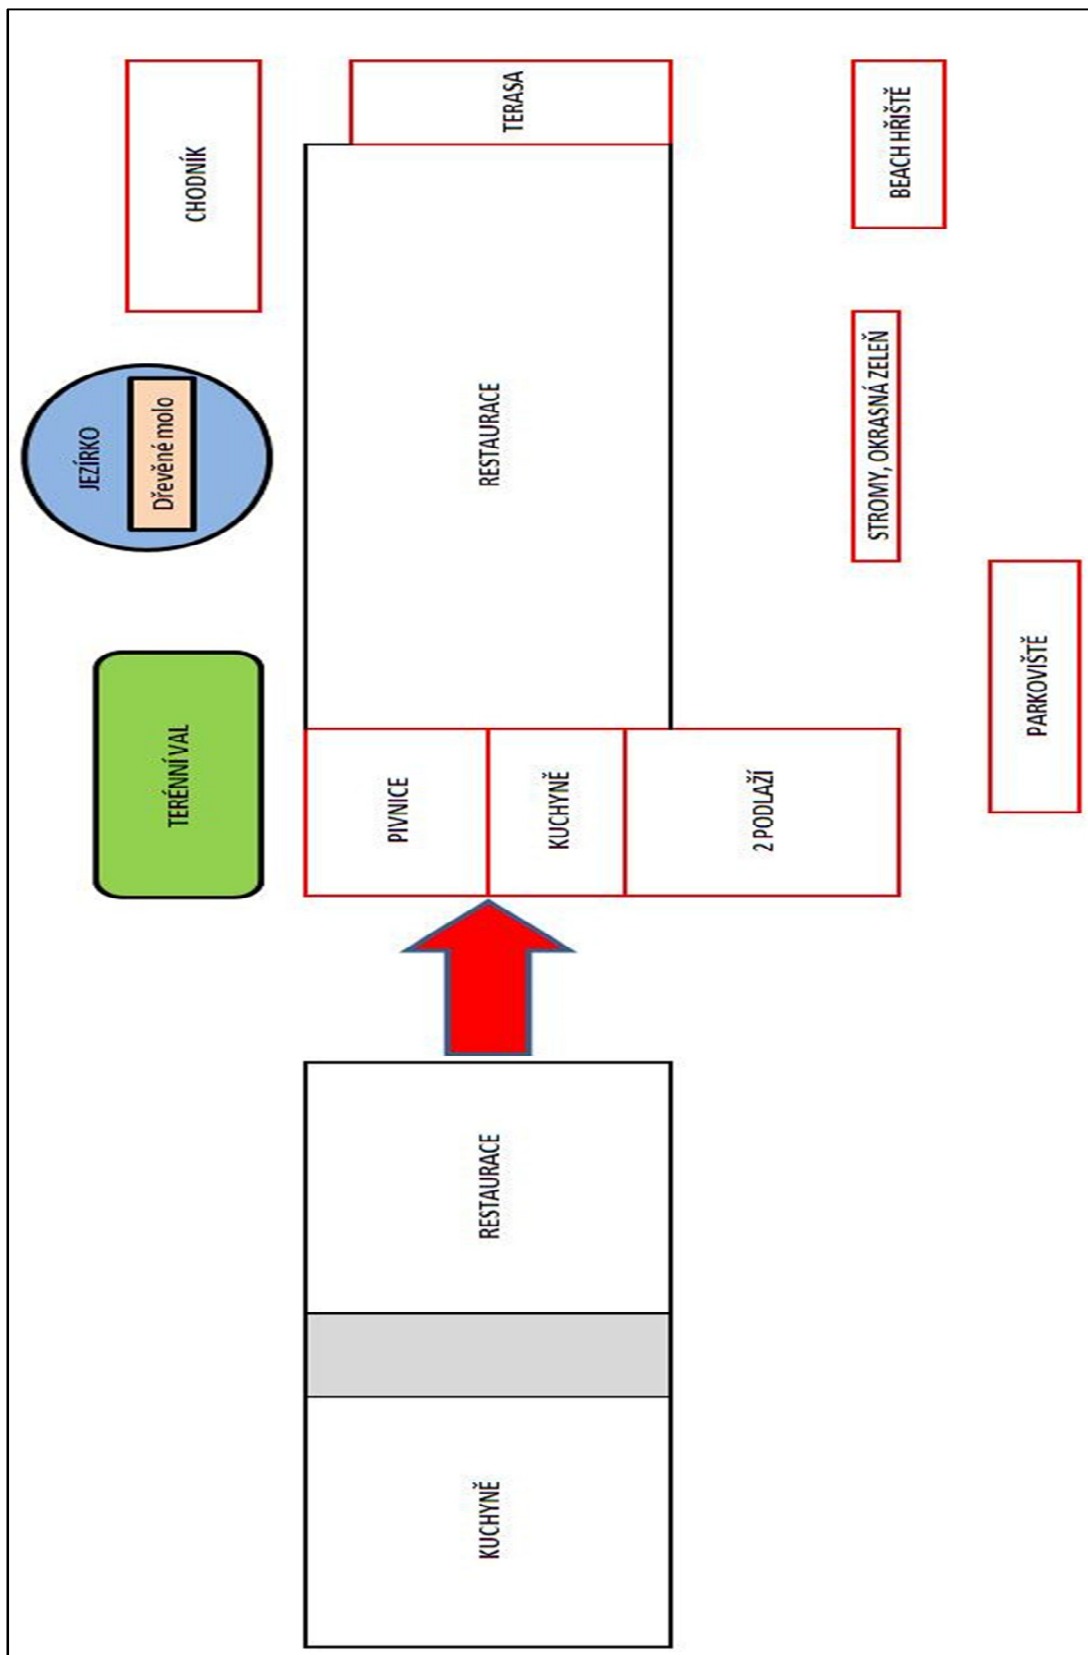 TERÉNNÍ VAL
JEZÍRKO
Dřevěné molo
CHODNÍK
KUCHYNĚ
RESTAURACE
PIVNICE
KUCHYNĚ
2 PODLAŽÍ
RESTAURACE
TERASA
STROMY, OKRASNÁ ZELEŇ
BEACH HŘIŠTĚ
PARKOVIŠTĚ